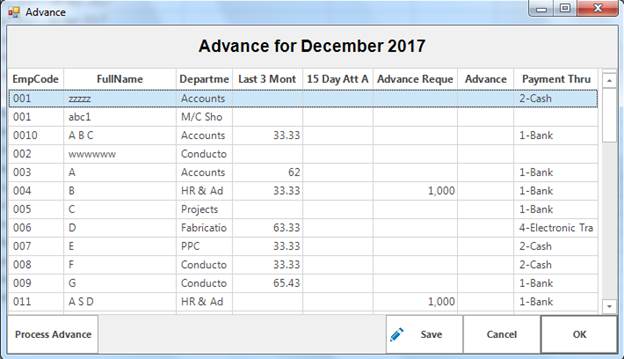 Advance
Advance for December 2017
EmpCode FullName Departme Last 3 Mont 15 Day Att A Advance Reque Advance Payment Thru
001 zzzzz Accounts 2-Cash
001 abc1 M/C Sho
0010 A B C Accounts 33.33 1-Bank
002 wwwwww Conducto
003 A Accounts 62 1-Bank
004 B HR & Ad 33.33 1,000 1-Bank
005 C Projects 1-Bank
006 D Fabricatio 63.33 4-Electronic Tra
007 E PPC 33.33 2-Cash
008 F Conducto 33.33 2-Cash
009 G Conducto 65.43 1-Bank
011 A S D HR & Ad 1,000 1-Bank
Process Advance Save Cancel OK